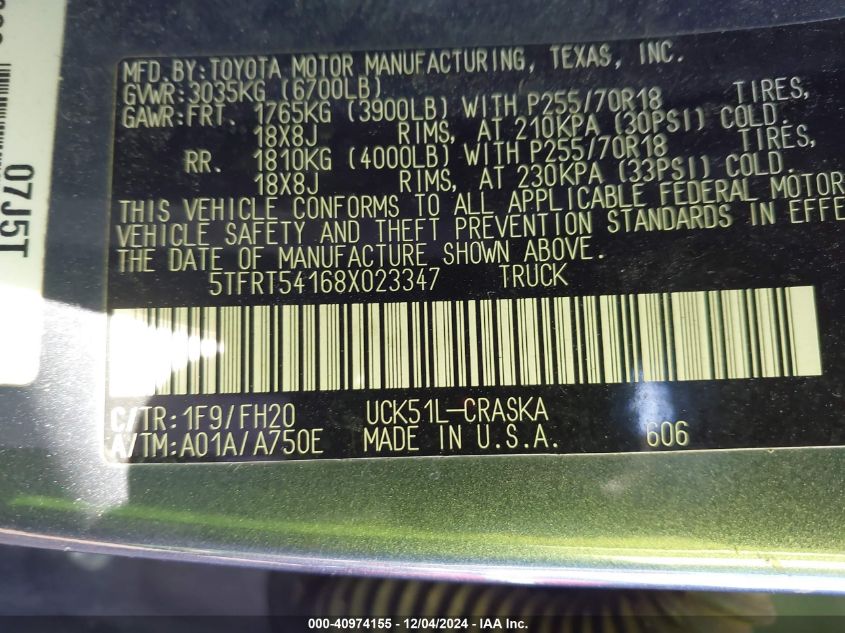 MFD. BY: TOYOTA MOTOR MANUFACTURING, TEXAS, INC.
GVWR: 3035KG (6700LB)
GAWR: FRT. 1765KG (3900LB) WITH P255/70R18 TIRES,
18X8J RIMS, AT 210KPA (30PSI) COLD.
RR. 1810KG (4000LB) WITH P255/70R18 TIRES,
18X8J RIMS, AT 230KPA (33PSI) COLD.
THIS VEHICLE CONFORMS TO ALL APPLICABLE FEDERAL MOTOR
VEHICLE SAFETY AND THEFT PREVENTION STANDARDS IN EFFE
THE DATE OF MANUFACTURE SHOWN ABOVE.
5TFRT54168X023347 TRUCK
C/TR: 1F9/FH20 UCK51L-CRASKA
A/TM: A01A/A750E MADE IN U.S.A. 606
07J5T
000-40974155 - 12/04/2024 - IAA Inc.